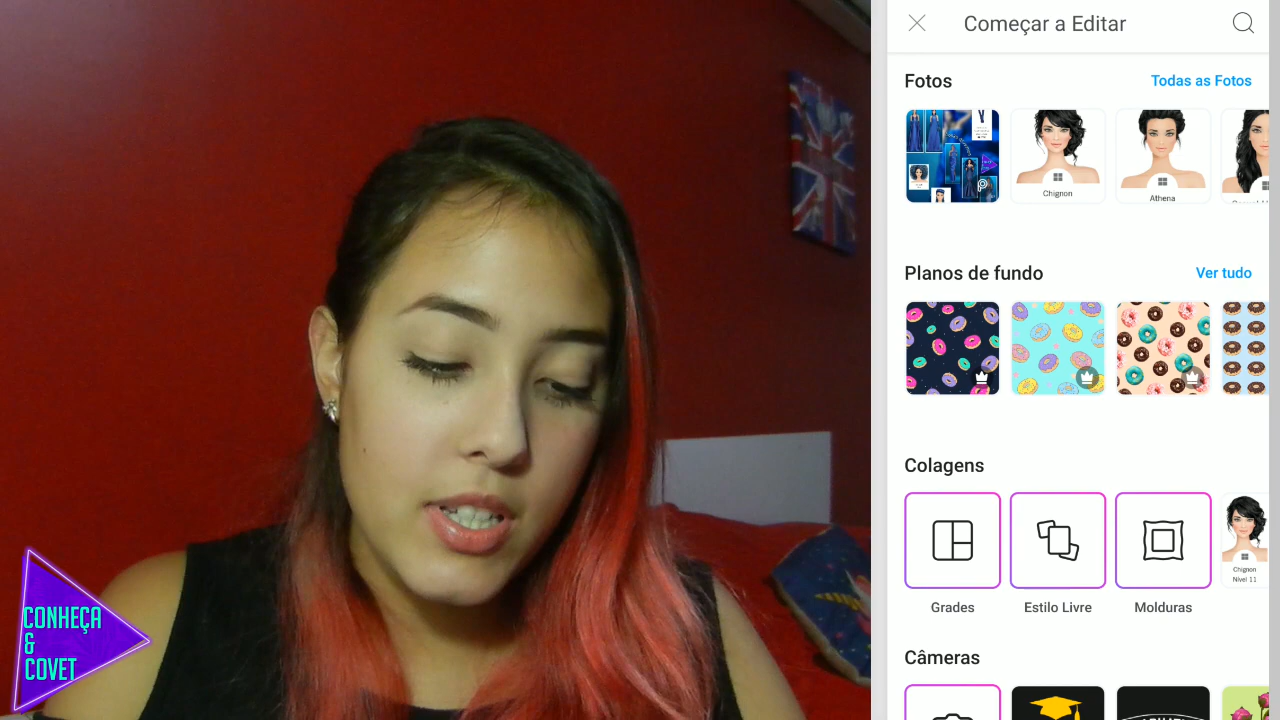 CONHEÇA
&
COVET
Começar a Editar
Fotos
Todas as Fotos
Chignon
Athena
Planos de fundo
Ver tudo
Colagens
Chignon
Nível 11
Grades
Estilo Livre
Molduras
Câmeras